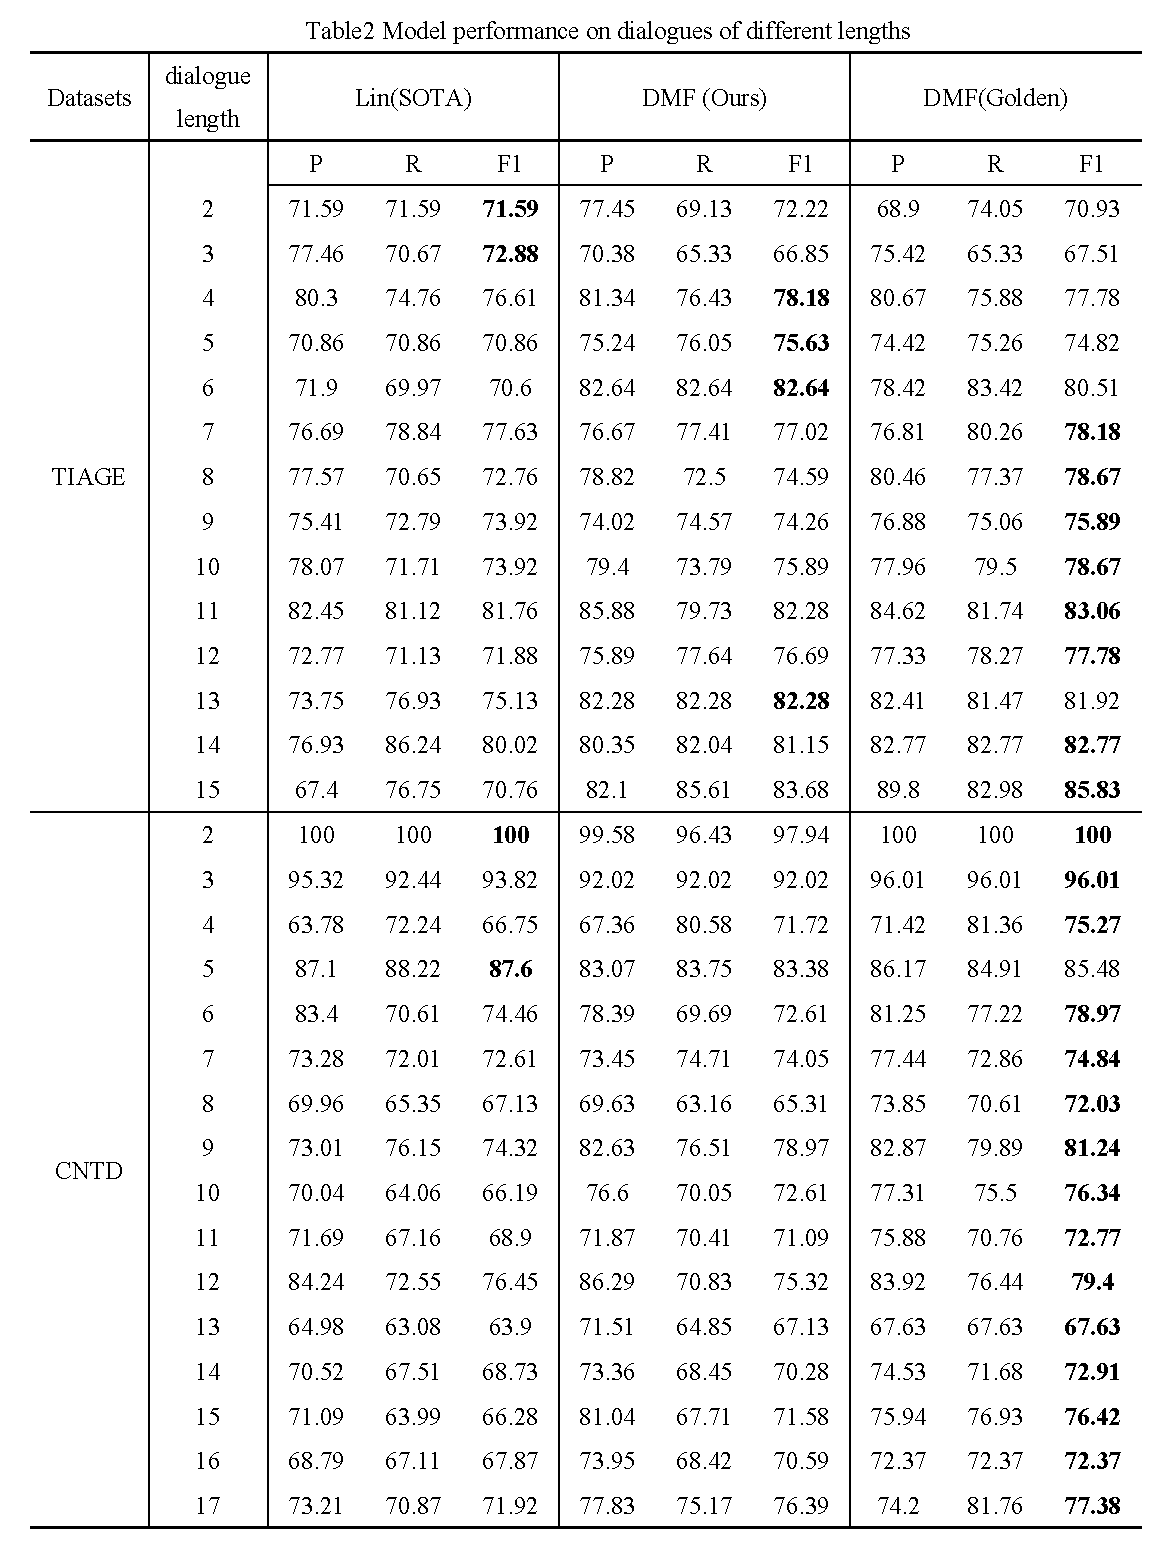 Table2 Model performance on dialogues of different lengths
Datasets dialogue length Lin(SOTA) DMF (Ours) DMF(Golden)
P R F1 P R F1 P R F1
TIAGE
2 71.59 71.59 71.59 77.45 69.13 72.22 68.9 74.05 70.93
3 77.46 70.67 72.88 70.38 65.33 66.85 75.42 65.33 67.51
4 80.3 74.76 76.61 81.34 76.43 78.18 80.67 75.88 77.78
5 70.86 70.86 70.86 75.24 76.05 75.63 74.42 75.26 74.82
6 71.9 69.97 70.6 82.64 82.64 82.64 78.42 83.42 80.51
7 76.69 78.84 77.63 76.67 77.41 77.02 76.81 80.26 78.18
8 77.57 70.65 72.76 78.82 72.5 74.59 80.46 77.37 78.67
9 75.41 72.79 73.92 74.02 74.57 74.26 76.88 75.06 75.89
10 78.07 71.71 73.92 79.4 73.79 75.89 77.96 79.5 78.67
11 82.45 81.12 81.76 85.88 79.73 82.28 84.62 81.74 83.06
12 72.77 71.13 71.88 75.89 77.64 76.69 77.33 78.27 77.78
13 73.75 76.93 75.13 82.28 82.28 82.28 82.41 81.47 81.92
14 76.93 86.24 80.02 80.35 82.04 81.15 82.77 82.77 82.77
15 67.4 76.75 70.76 82.1 85.61 83.68 89.8 82.98 85.83
CNTD
2 100 100 100 99.58 96.43 97.94 100 100 100
3 95.32 92.44 93.82 92.02 92.02 92.02 96.01 96.01 96.01
4 63.78 72.24 66.75 67.36 80.58 71.72 71.42 81.36 75.27
5 87.1 88.22 87.6 83.07 83.75 83.38 86.17 84.91 85.48
6 83.4 70.61 74.46 78.39 69.69 72.61 81.25 77.22 78.97
7 73.28 72.01 72.61 73.45 74.71 74.05 77.44 72.86 74.84
8 69.96 65.35 67.13 69.63 63.16 65.31 73.85 70.61 72.03
9 73.01 76.15 74.32 82.63 76.51 78.97 82.87 79.89 81.24
10 70.04 64.06 66.19 76.6 70.05 72.61 77.31 75.5 76.34
11 71.69 67.16 68.9 71.87 70.41 71.09 75.88 70.76 72.77
12 84.24 72.55 76.45 86.29 70.83 75.32 83.92 76.44 79.4
13 64.98 63.08 63.9 71.51 64.85 67.13 67.63 67.63 67.63
14 70.52 67.51 68.73 73.36 68.45 70.28 74.53 71.68 72.91
15 71.09 63.99 66.28 81.04 67.71 71.58 75.94 76.93 76.42
16 68.79 67.11 67.87 73.95 68.42 70.59 72.37 72.37 72.37
17 73.21 70.87 71.92 77.83 75.17 76.39 74.2 81.76 77.38